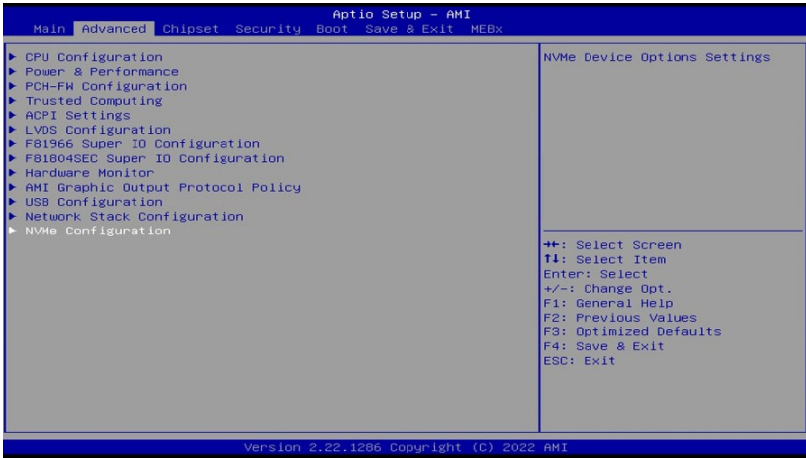 Aptio Setup – AMI
Main Advanced Chipset Security Boot Save & Exit MEBx
► CPU Configuration
► Power & Performance
► PCH-FW Configuration
► Trusted Computing
► ACPI Settings
► LVDS Configuration
► F81966 Super IO Configuration
► F81804SEC Super IO Configuration
► Hardware Monitor
► AMI Graphic Output Protocol Policy
► USB Configuration
► Network Stack Configuration
► NVMe Configuration
NVMe Device Options Settings
→←: Select Screen
↑↓: Select Item
Enter: Select
+/-: Change Opt.
F1: General Help
F2: Previous Values
F3: Optimized Defaults
F4: Save & Exit
ESC: Exit
Version 2.22.1286 Copyright (C) 2022 AMI